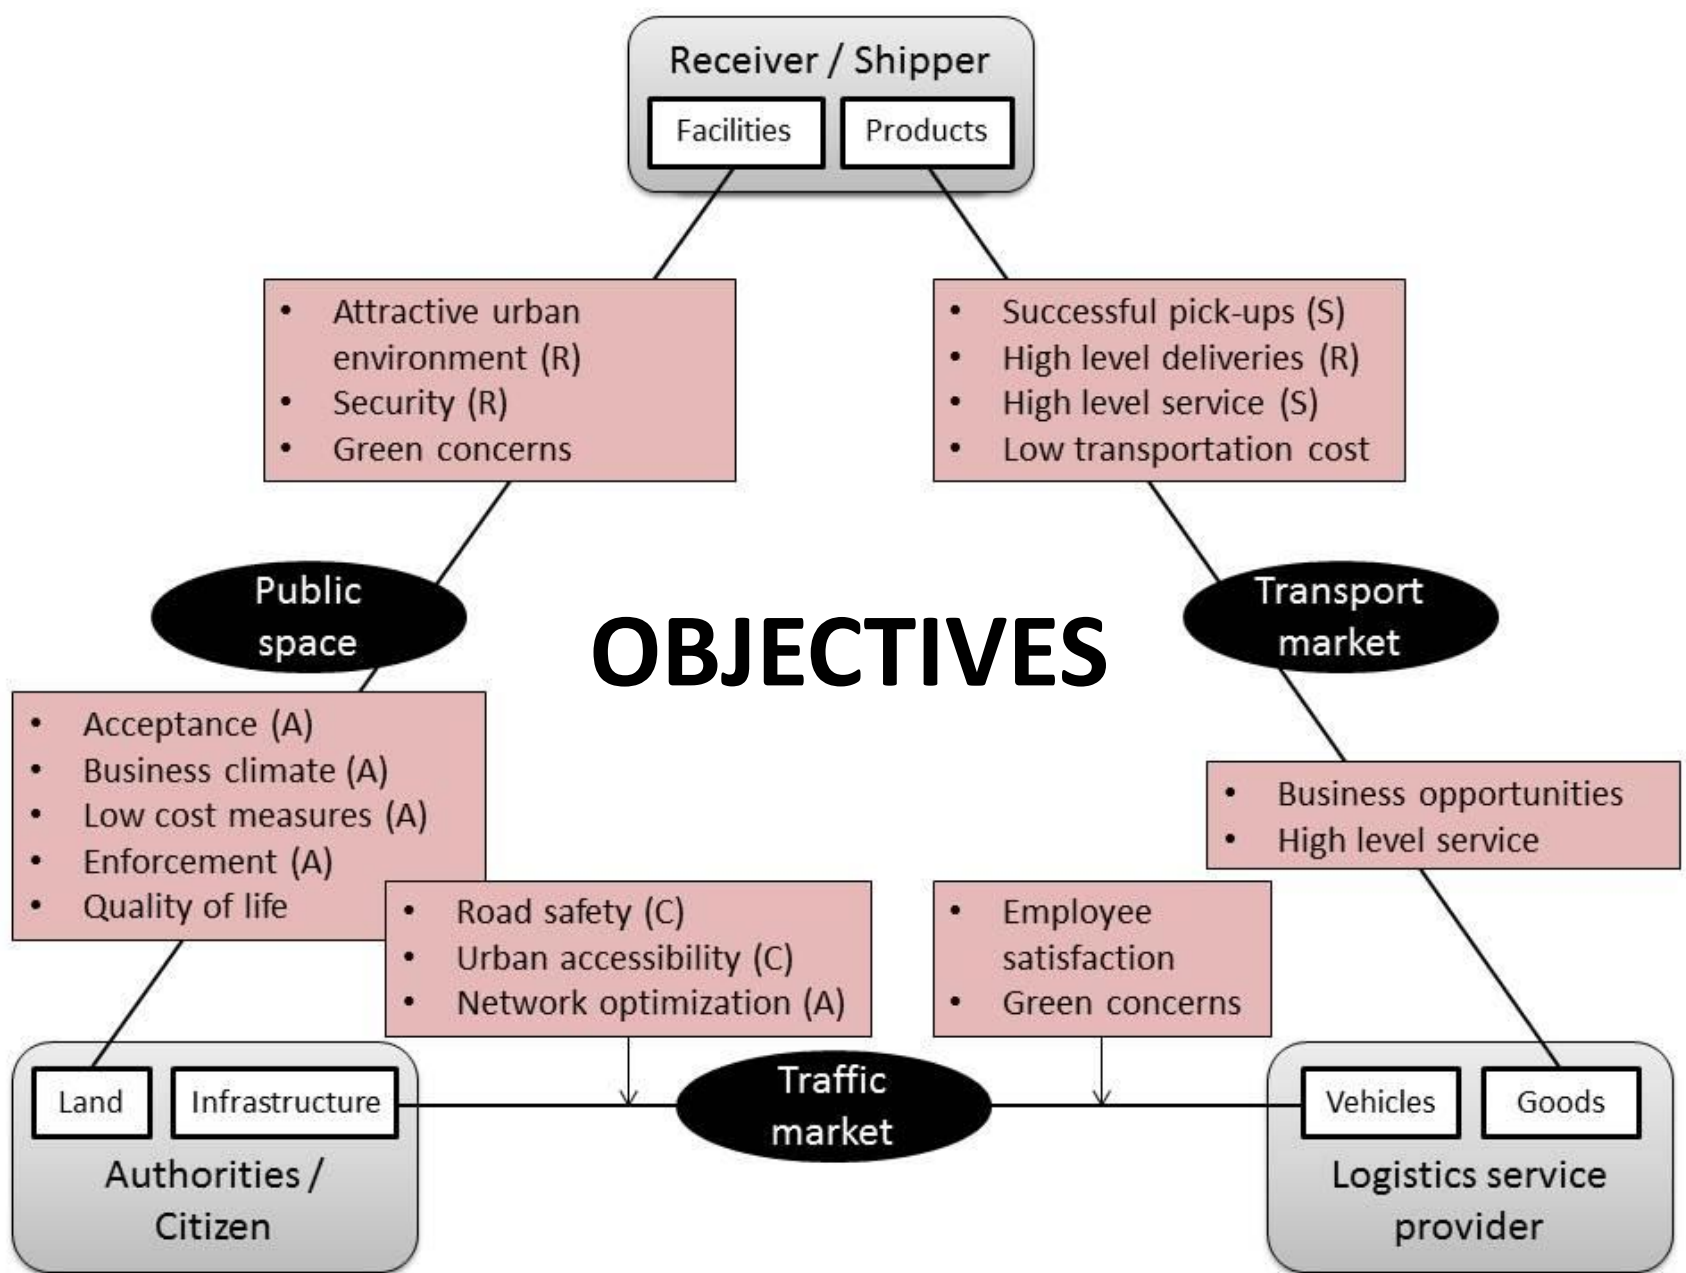 Receiver / Shipper
Facilities
Products
• Attractive urban
environment (R)
• Security (R)
• Green concerns
• Successful pick-ups (S)
• High level deliveries (R)
• High level service (S)
• Low transportation cost
Public
space
OBJECTIVES
Transport
market
• Acceptance (A)
• Business climate (A)
• Low cost measures (A)
• Enforcement (A)
• Quality of life
• Business opportunities
• High level service
• Road safety (C)
• Urban accessibility (C)
• Network optimization (A)
• Employee
satisfaction
• Green concerns
Land
Infrastructure
Authorities /
Citizen
Traffic
market
Vehicles
Goods
Logistics service
provider